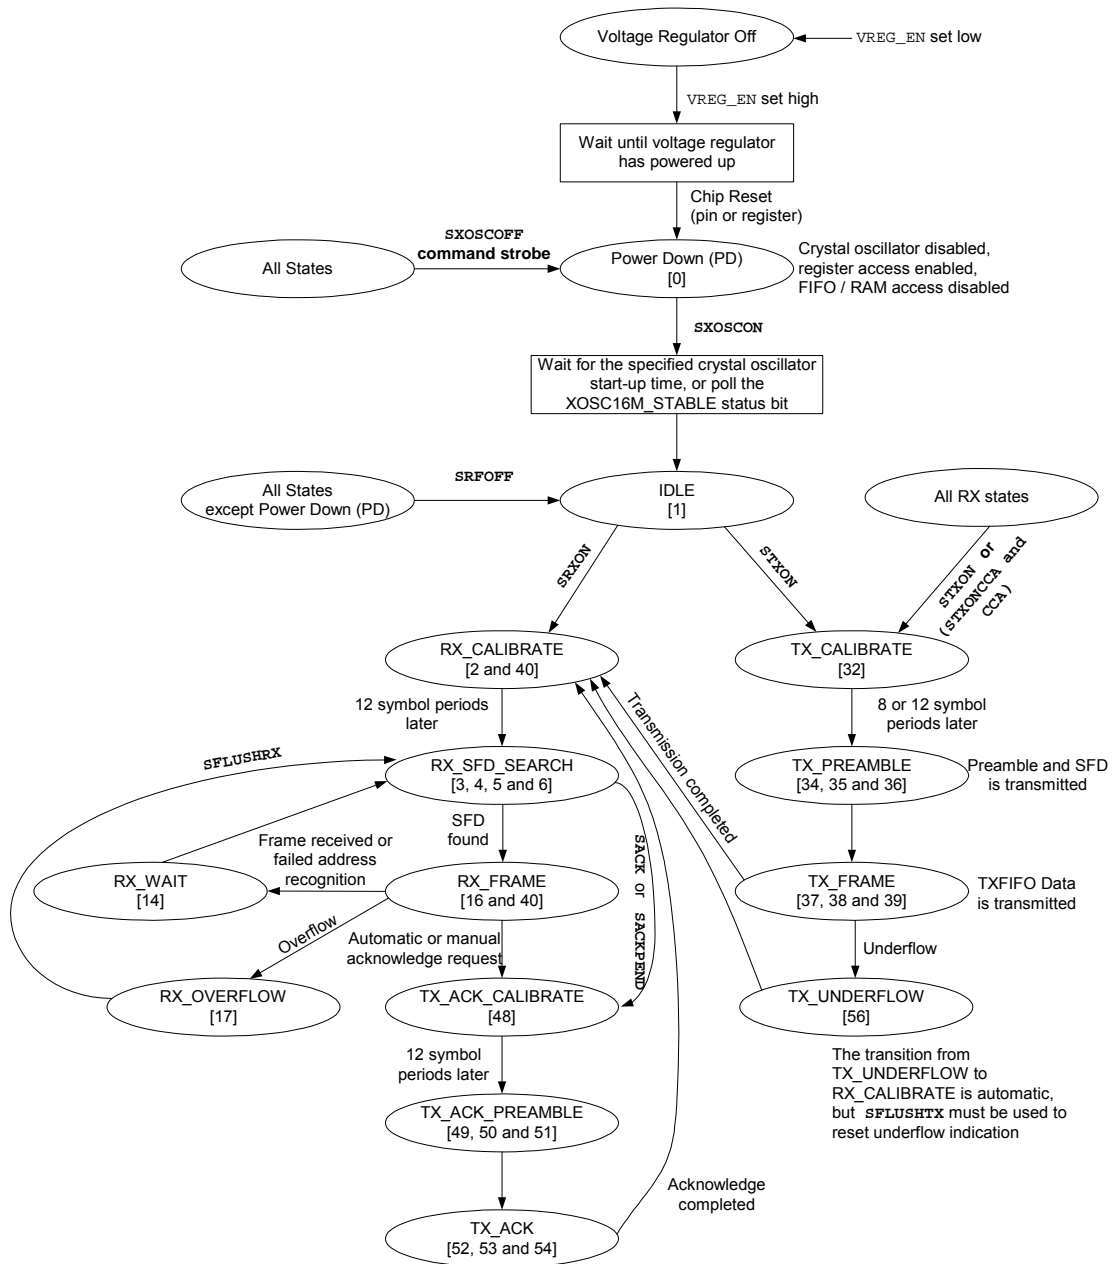 Voltage Regulator Off
VREG_EN set low
VREG_EN set high
Wait until voltage regulator
has powered up
Chip Reset
(pin or register)
All States
SXOSCOFF
command strobe
Power Down (PD)
[0]
Crystal oscillator disabled,
register access enabled,
FIFO / RAM access disabled
SXOSCON
Wait for the specified crystal oscillator
start-up time, or poll the
XOSC16M_STABLE status bit
All States
except Power Down (PD)
SRFOFF
IDLE
[1]
All RX states
SRXON
STXON
STXON or
(STXONCCA and
CCA)
RX_CALIBRATE
[2 and 40]
TX_CALIBRATE
[32]
12 symbol periods
later
8 or 12 symbol
periods later
Transmission completed
SFLUSHRX
RX_SFD_SEARCH
[3, 4, 5 and 6]
TX_PREAMBLE
[34, 35 and 36]
Preamble and SFD
is transmitted
SFD
found
SACK or SACKPEND
Frame received or
failed address
recognition
RX_WAIT
[14]
RX_FRAME
[16 and 40]
TX_FRAME
[37, 38 and 39]
TXFIFO Data
is transmitted
Overflow
Automatic or manual
acknowledge request
Underflow
RX_OVERFLOW
[17]
TX_ACK_CALIBRATE
[48]
TX_UNDERFLOW
[56]
12 symbol
periods later
The transition from
TX_UNDERFLOW to
RX_CALIBRATE is automatic,
but SFLUSHTX must be used to
reset underflow indication
TX_ACK_PREAMBLE
[49, 50 and 51]
Acknowledge
completed
TX_ACK
[52, 53 and 54]